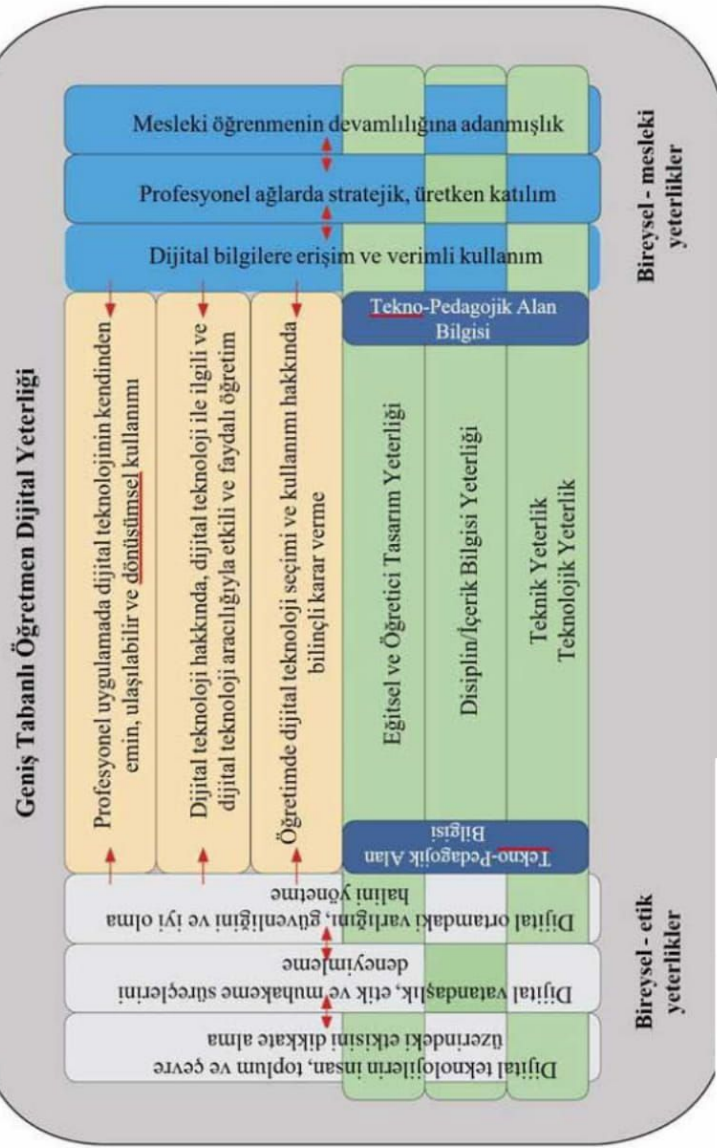 Geniş Tabanlı Öğretmen Dijital Yeterliği
Dijital teknolojilerin insan, toplum ve çevre
üzerindeki etkisini dikkate alma
Dijital vatandaşlık, etik ve muhakeme süreçlerini
deneyimleme
Dijital ortamdaki varlığını, güvenliğini ve iyi olma
halini yönetme
Profesyonel uygulamada dijital teknolojinin kendinden
emin, ulaşılabilir ve dönüşümsel kullanımı
Dijital teknoloji hakkında, dijital teknoloji ile ilgili ve
dijital teknoloji aracılığıyla etkili ve faydalı öğretim
Öğretimde dijital teknoloji seçimi ve kullanımı hakkında
bilinçli karar verme
Tekno-Pedagojik Alan
Bilgisi
Eğitsel ve Öğretici Tasarım Yeterliği
Disiplin/İçerik Bilgisi Yeterliği
Teknik Yeterlik
Teknolojik Yeterlik
Tekno-Pedagojik Alan
Bilgisi
Dijital bilgilere erişim ve verimli kullanım
Profesyonel ağlarda stratejik, üretken katılım
Mesleki öğrenmenin devamlılığına adanmışlık
Bireysel - etik
yeterlikler
Bireysel - mesleki
yeterlikler